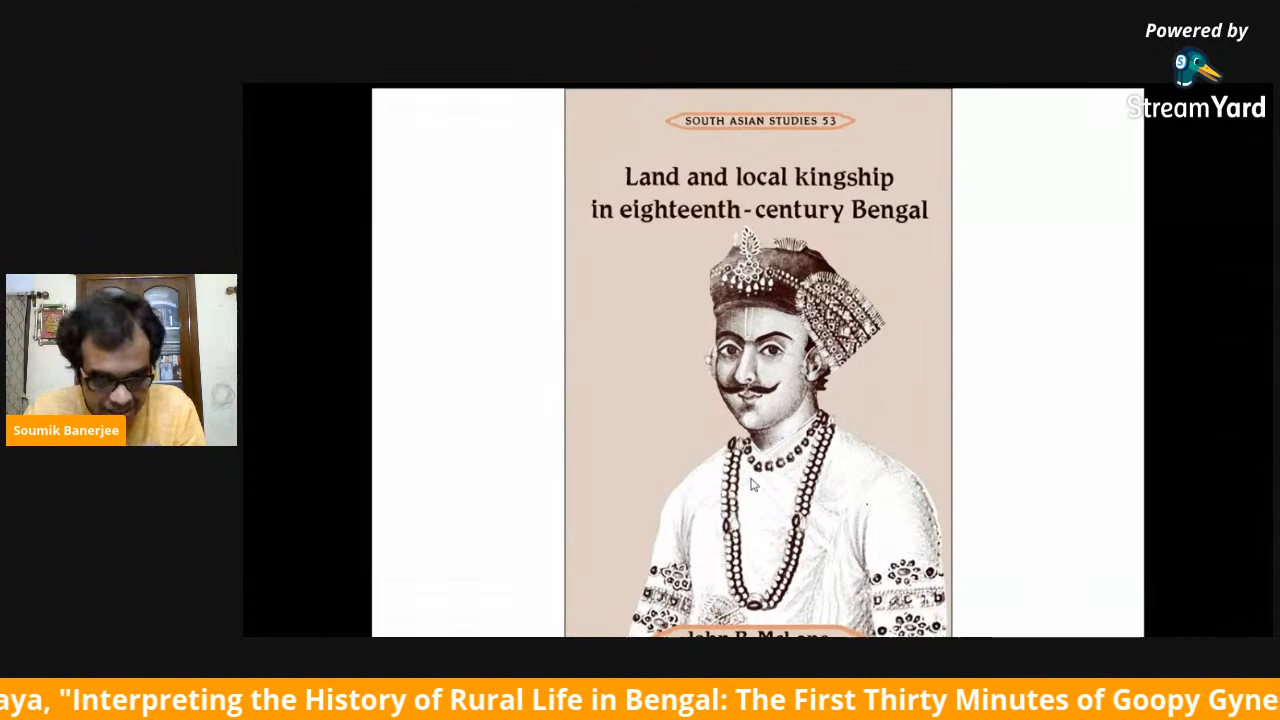 Powered by
StreamYard
SOUTH ASIAN STUDIES 53
Land and local kingship
in eighteenth-century Bengal
Soumik Banerjee
aya, "Interpreting the History of Rural Life in Bengal: The First Thirty Minutes of Goopy Gyne